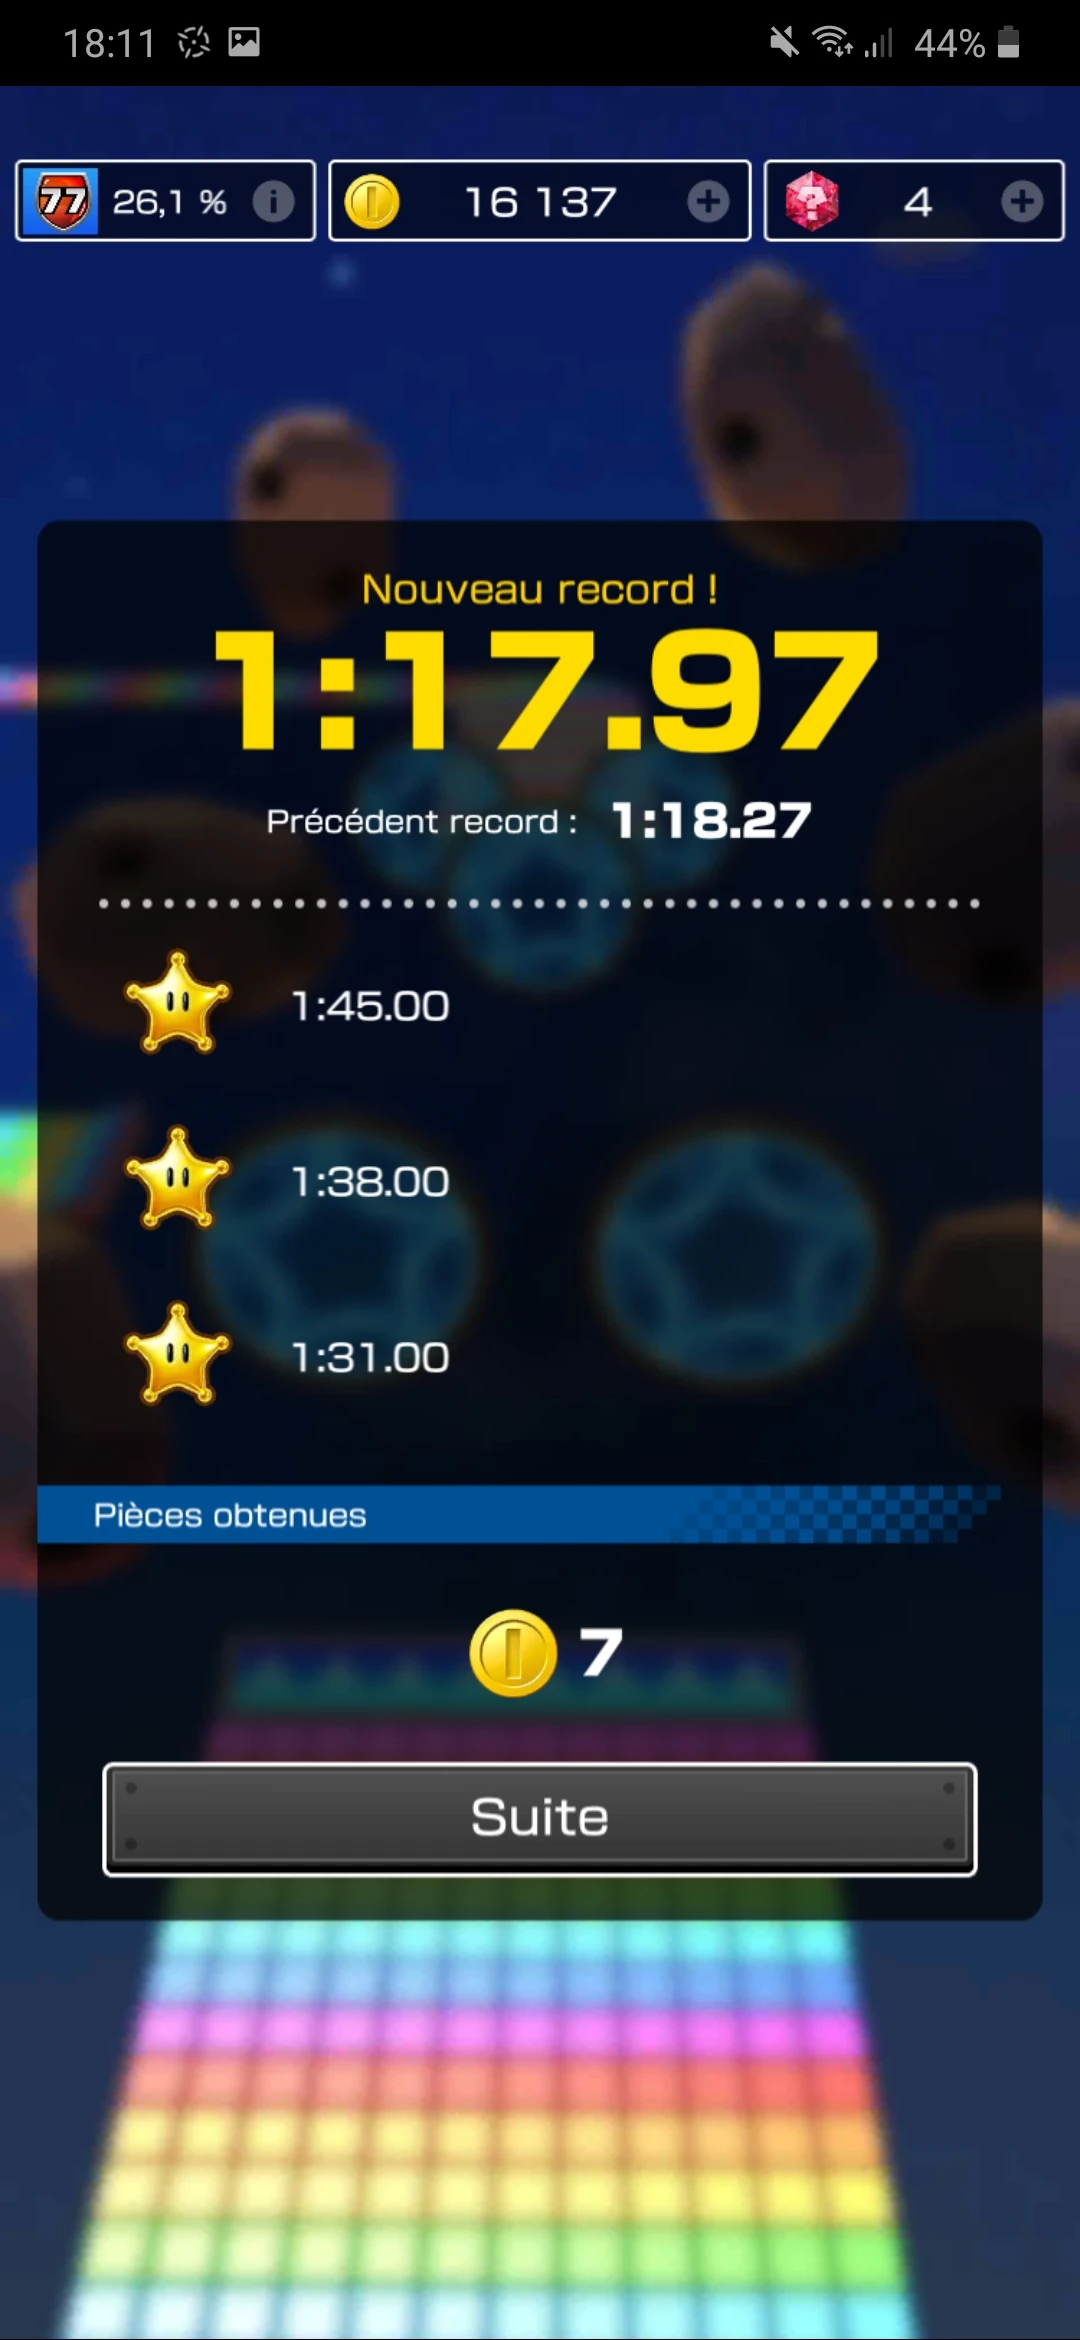 18:11 44%
77 26,1 % i 16 137 + 4 +
Nouveau record !
1:17.97
Précédent record : 1:18.27
1:45.00
1:38.00
1:31.00
Pièces obtenues
7
Suite